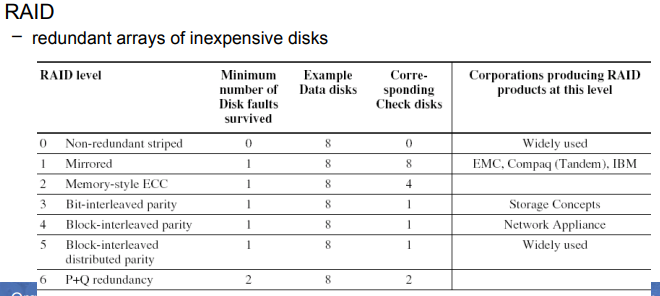 RAID
– redundant arrays of inexpensive disks
RAID level Minimum number of Disk faults survived Example Data disks Corre-sponding Check disks Corporations producing RAID products at this level
0 Non-redundant striped 0 8 0 Widely used
1 Mirrored 1 8 8 EMC, Compaq (Tandem), IBM
2 Memory-style ECC 1 8 4
3 Bit-interleaved parity 1 8 1 Storage Concepts
4 Block-interleaved parity 1 8 1 Network Appliance
5 Block-interleaved distributed parity 1 8 1 Widely used
6 P+Q redundancy 2 8 2